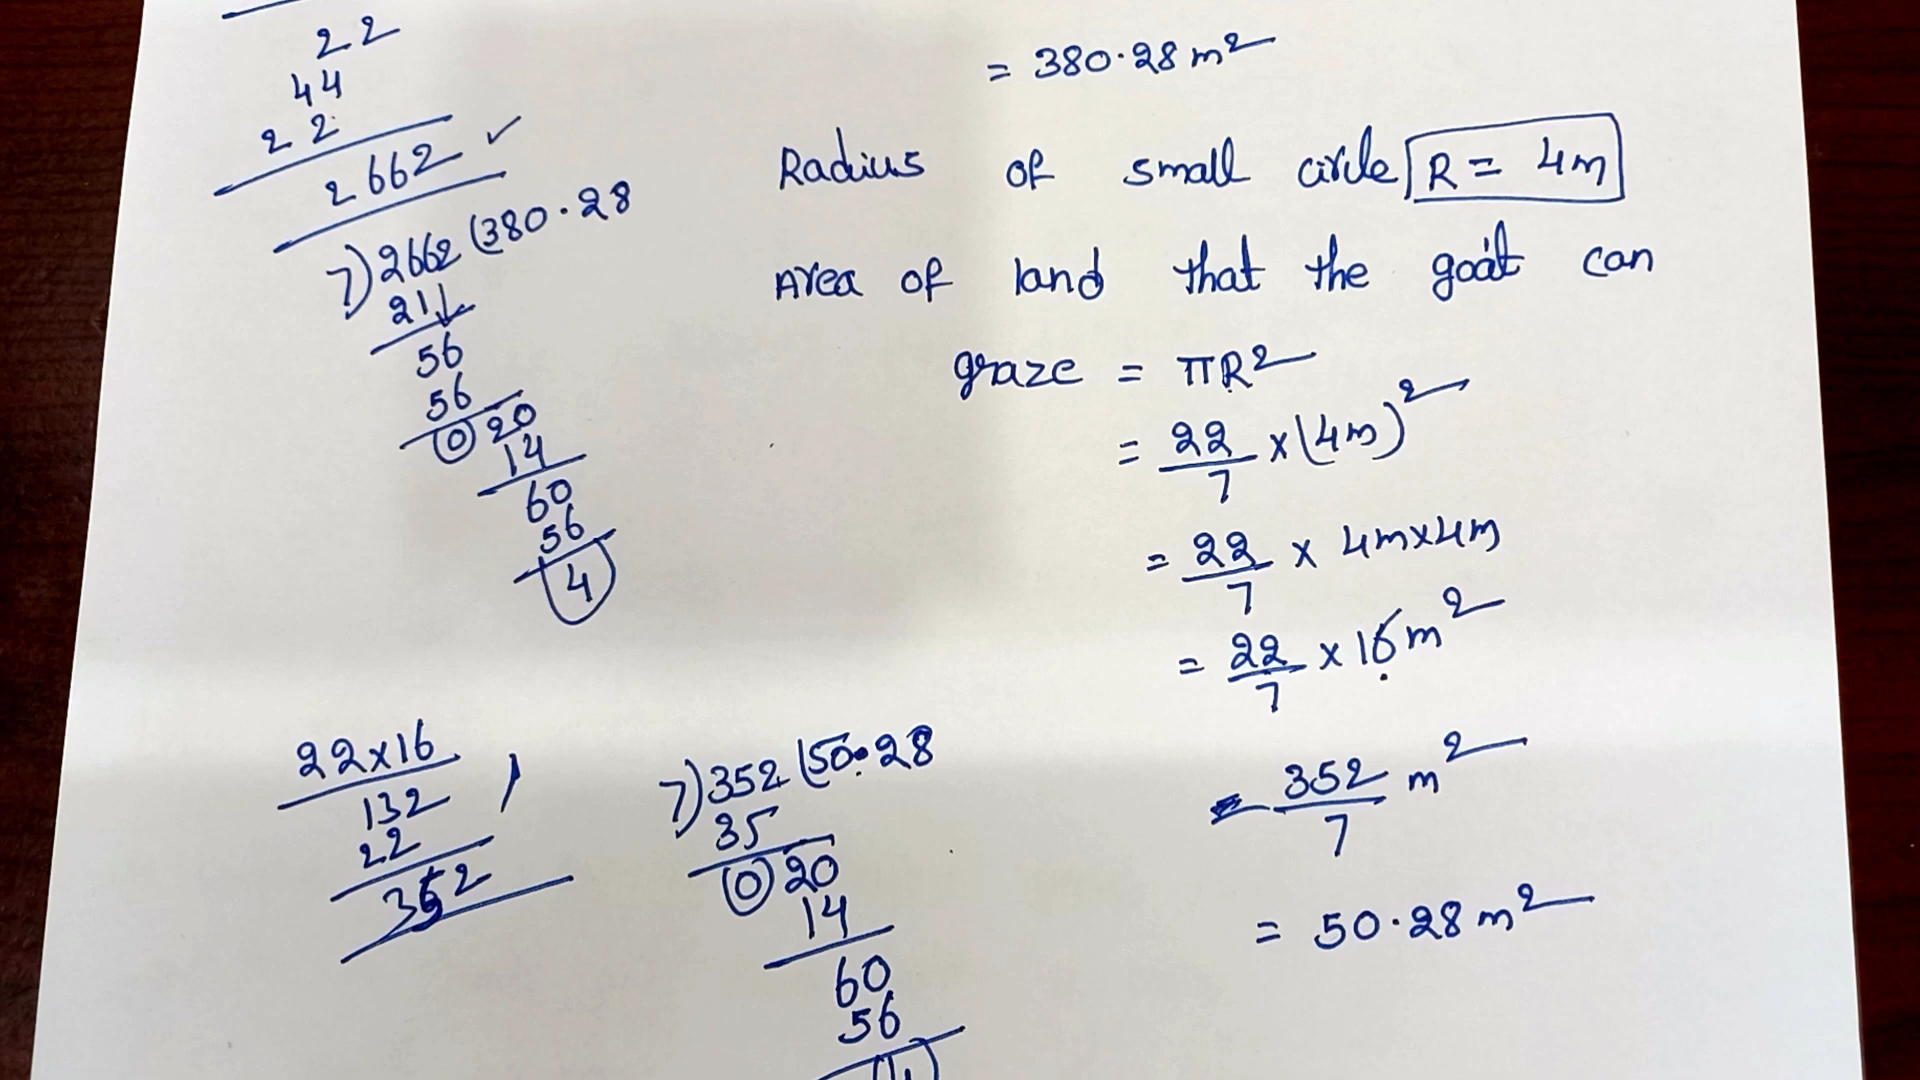 22
44
22
2662 ✓
7)2662(380.28
21↓
56
56
0 20
14
60
56
4
= 380.28 m²
Radius of small circle R = 4m
Area of land that the goat can
graze = πR²
= 22/7 × (4m)²
= 22/7 × 4m×4m
= 22/7 × 16m²
= 352/7 m²
= 50.28 m²
22×16
132
22
352
7)352(50.28
35
0 20
14
60
56
4